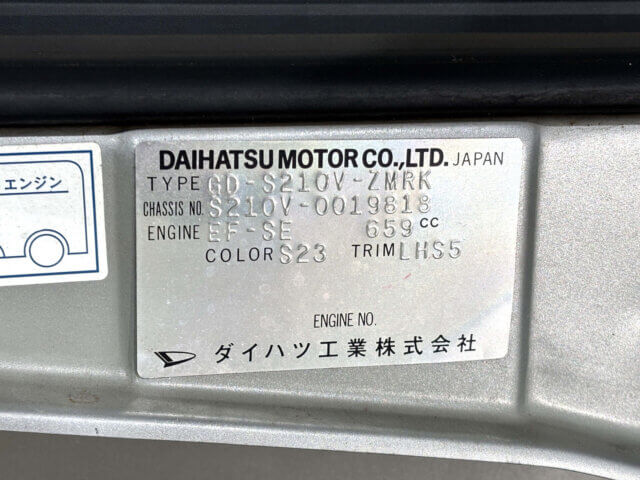 DAIHATSU MOTOR CO.,LTD. JAPAN
TYPE GD-S210V-ZMRK
CHASSIS NO. S210V-0019818
エンジン
ENGINE EF-SE 659 CC
COLOR S23 TRIM LHS5
ENGINE NO.
ダイハツ工業株式会社